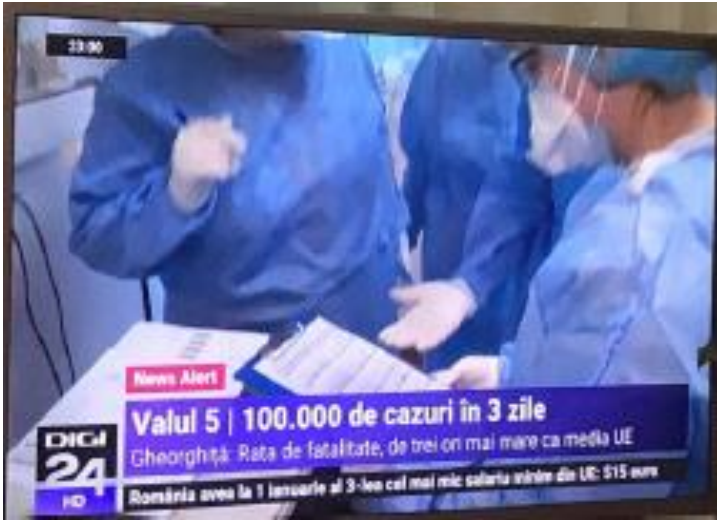 23:00
News Alert
Valul 5 | 100.000 de cazuri în 3 zile
Gheorghiță: Rata de fatalitate, de trei ori mai mare ca media UE
DIGI
24
HD
România avea la 1 ianuarie al 3-lea cel mai mic salariu minim din UE: 515 euro